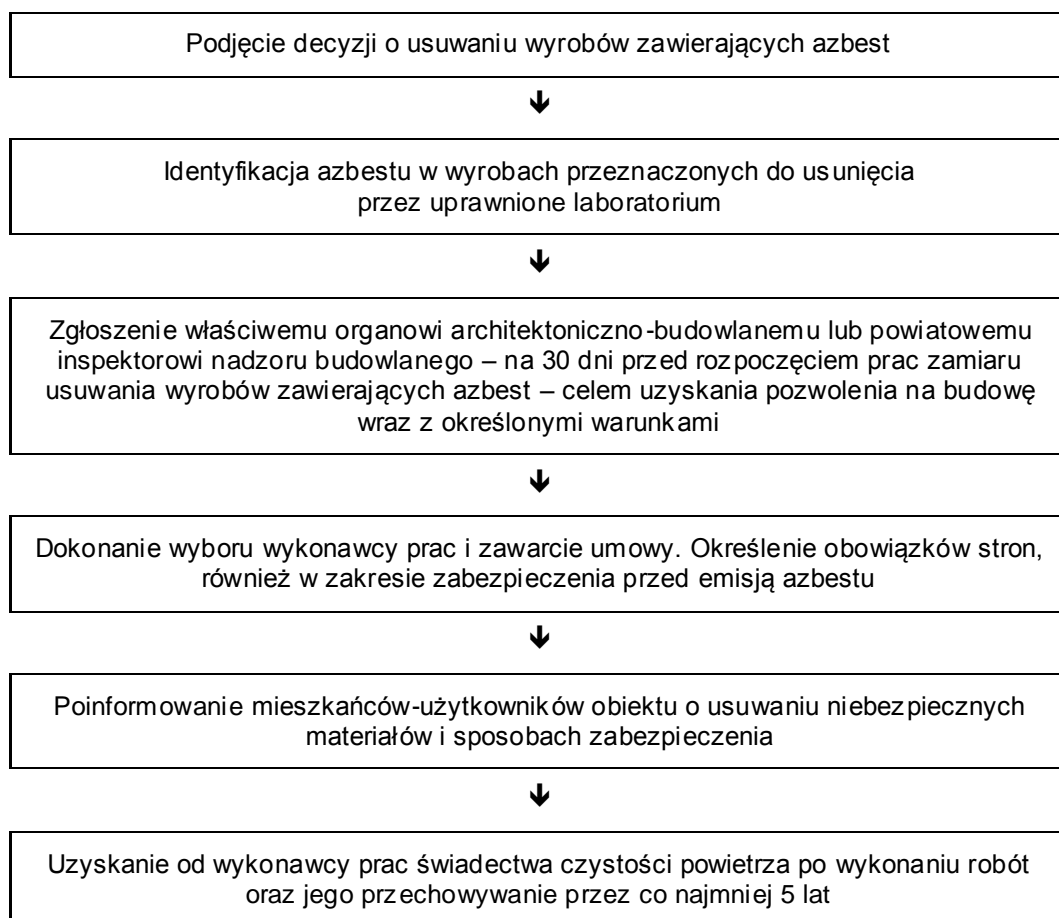 Podjęcie decyzji o usuwaniu wyrobów zawierających azbest
Identyfikacja azbestu w wyrobach przeznaczonych do usunięcia
przez uprawnione laboratorium
Zgłoszenie właściwemu organowi architektoniczno-budowlanemu lub powiatowemu
inspektorowi nadzoru budowlanego – na 30 dni przed rozpoczęciem prac zamiaru
usuwania wyrobów zawierających azbest – celem uzyskania pozwolenia na budowę
wraz z określonymi warunkami
Dokonanie wyboru wykonawcy prac i zawarcie umowy. Określenie obowiązków stron,
również w zakresie zabezpieczenia przed emisją azbestu
Poinformowanie mieszkańców-użytkowników obiektu o usuwaniu niebezpiecznych
materiałów i sposobach zabezpieczenia
Uzyskanie od wykonawcy prac świadectwa czystości powietrza po wykonaniu robót
oraz jego przechowywanie przez co najmniej 5 lat